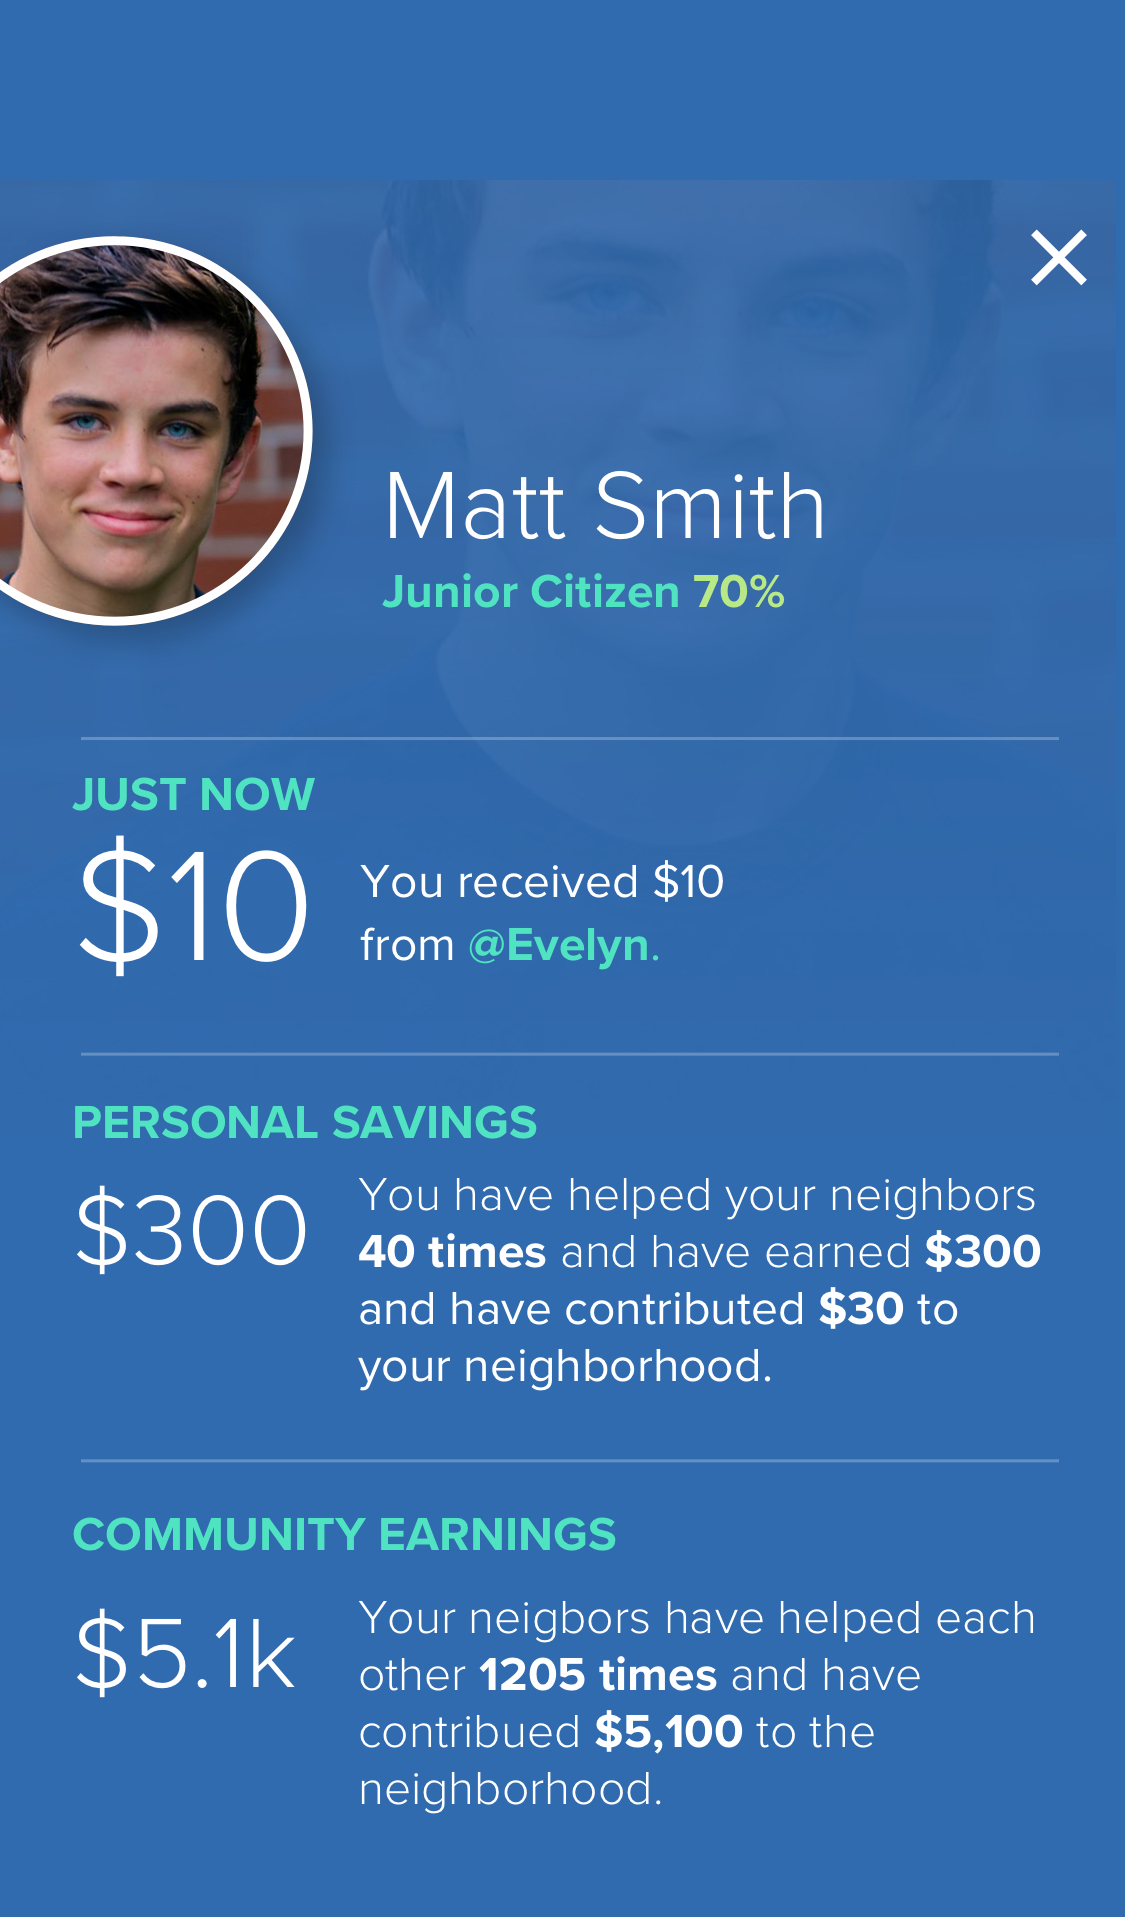 Matt Smith
Junior Citizen 70%
JUST NOW
$10
You received $10
from @Evelyn.
PERSONAL SAVINGS
$300
You have helped your neighbors
40 times and have earned $300
and have contributed $30 to
your neighborhood.
COMMUNITY EARNINGS
$5.1k
Your neigbors have helped each
other 1205 times and have
contribued $5,100 to the
neighborhood.